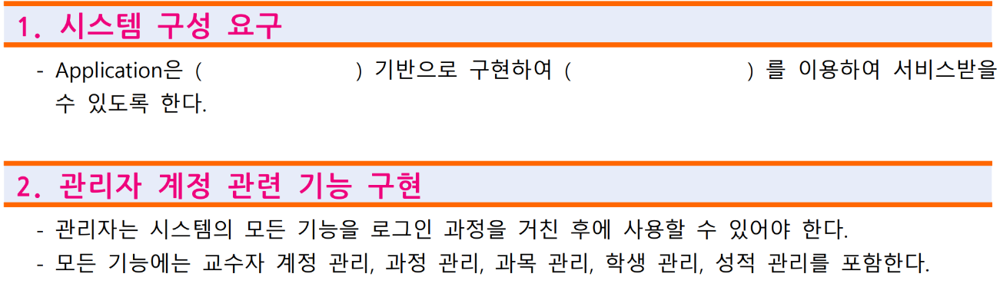 1. 시스템 구성 요구
- Application은 ( ) 기반으로 구현하여 ( ) 를 이용하여 서비스받을
수 있도록 한다.
2. 관리자 계정 관련 기능 구현
- 관리자는 시스템의 모든 기능을 로그인 과정을 거친 후에 사용할 수 있어야 한다.
- 모든 기능에는 교수자 계정 관리, 과정 관리, 과목 관리, 학생 관리, 성적 관리를 포함한다.